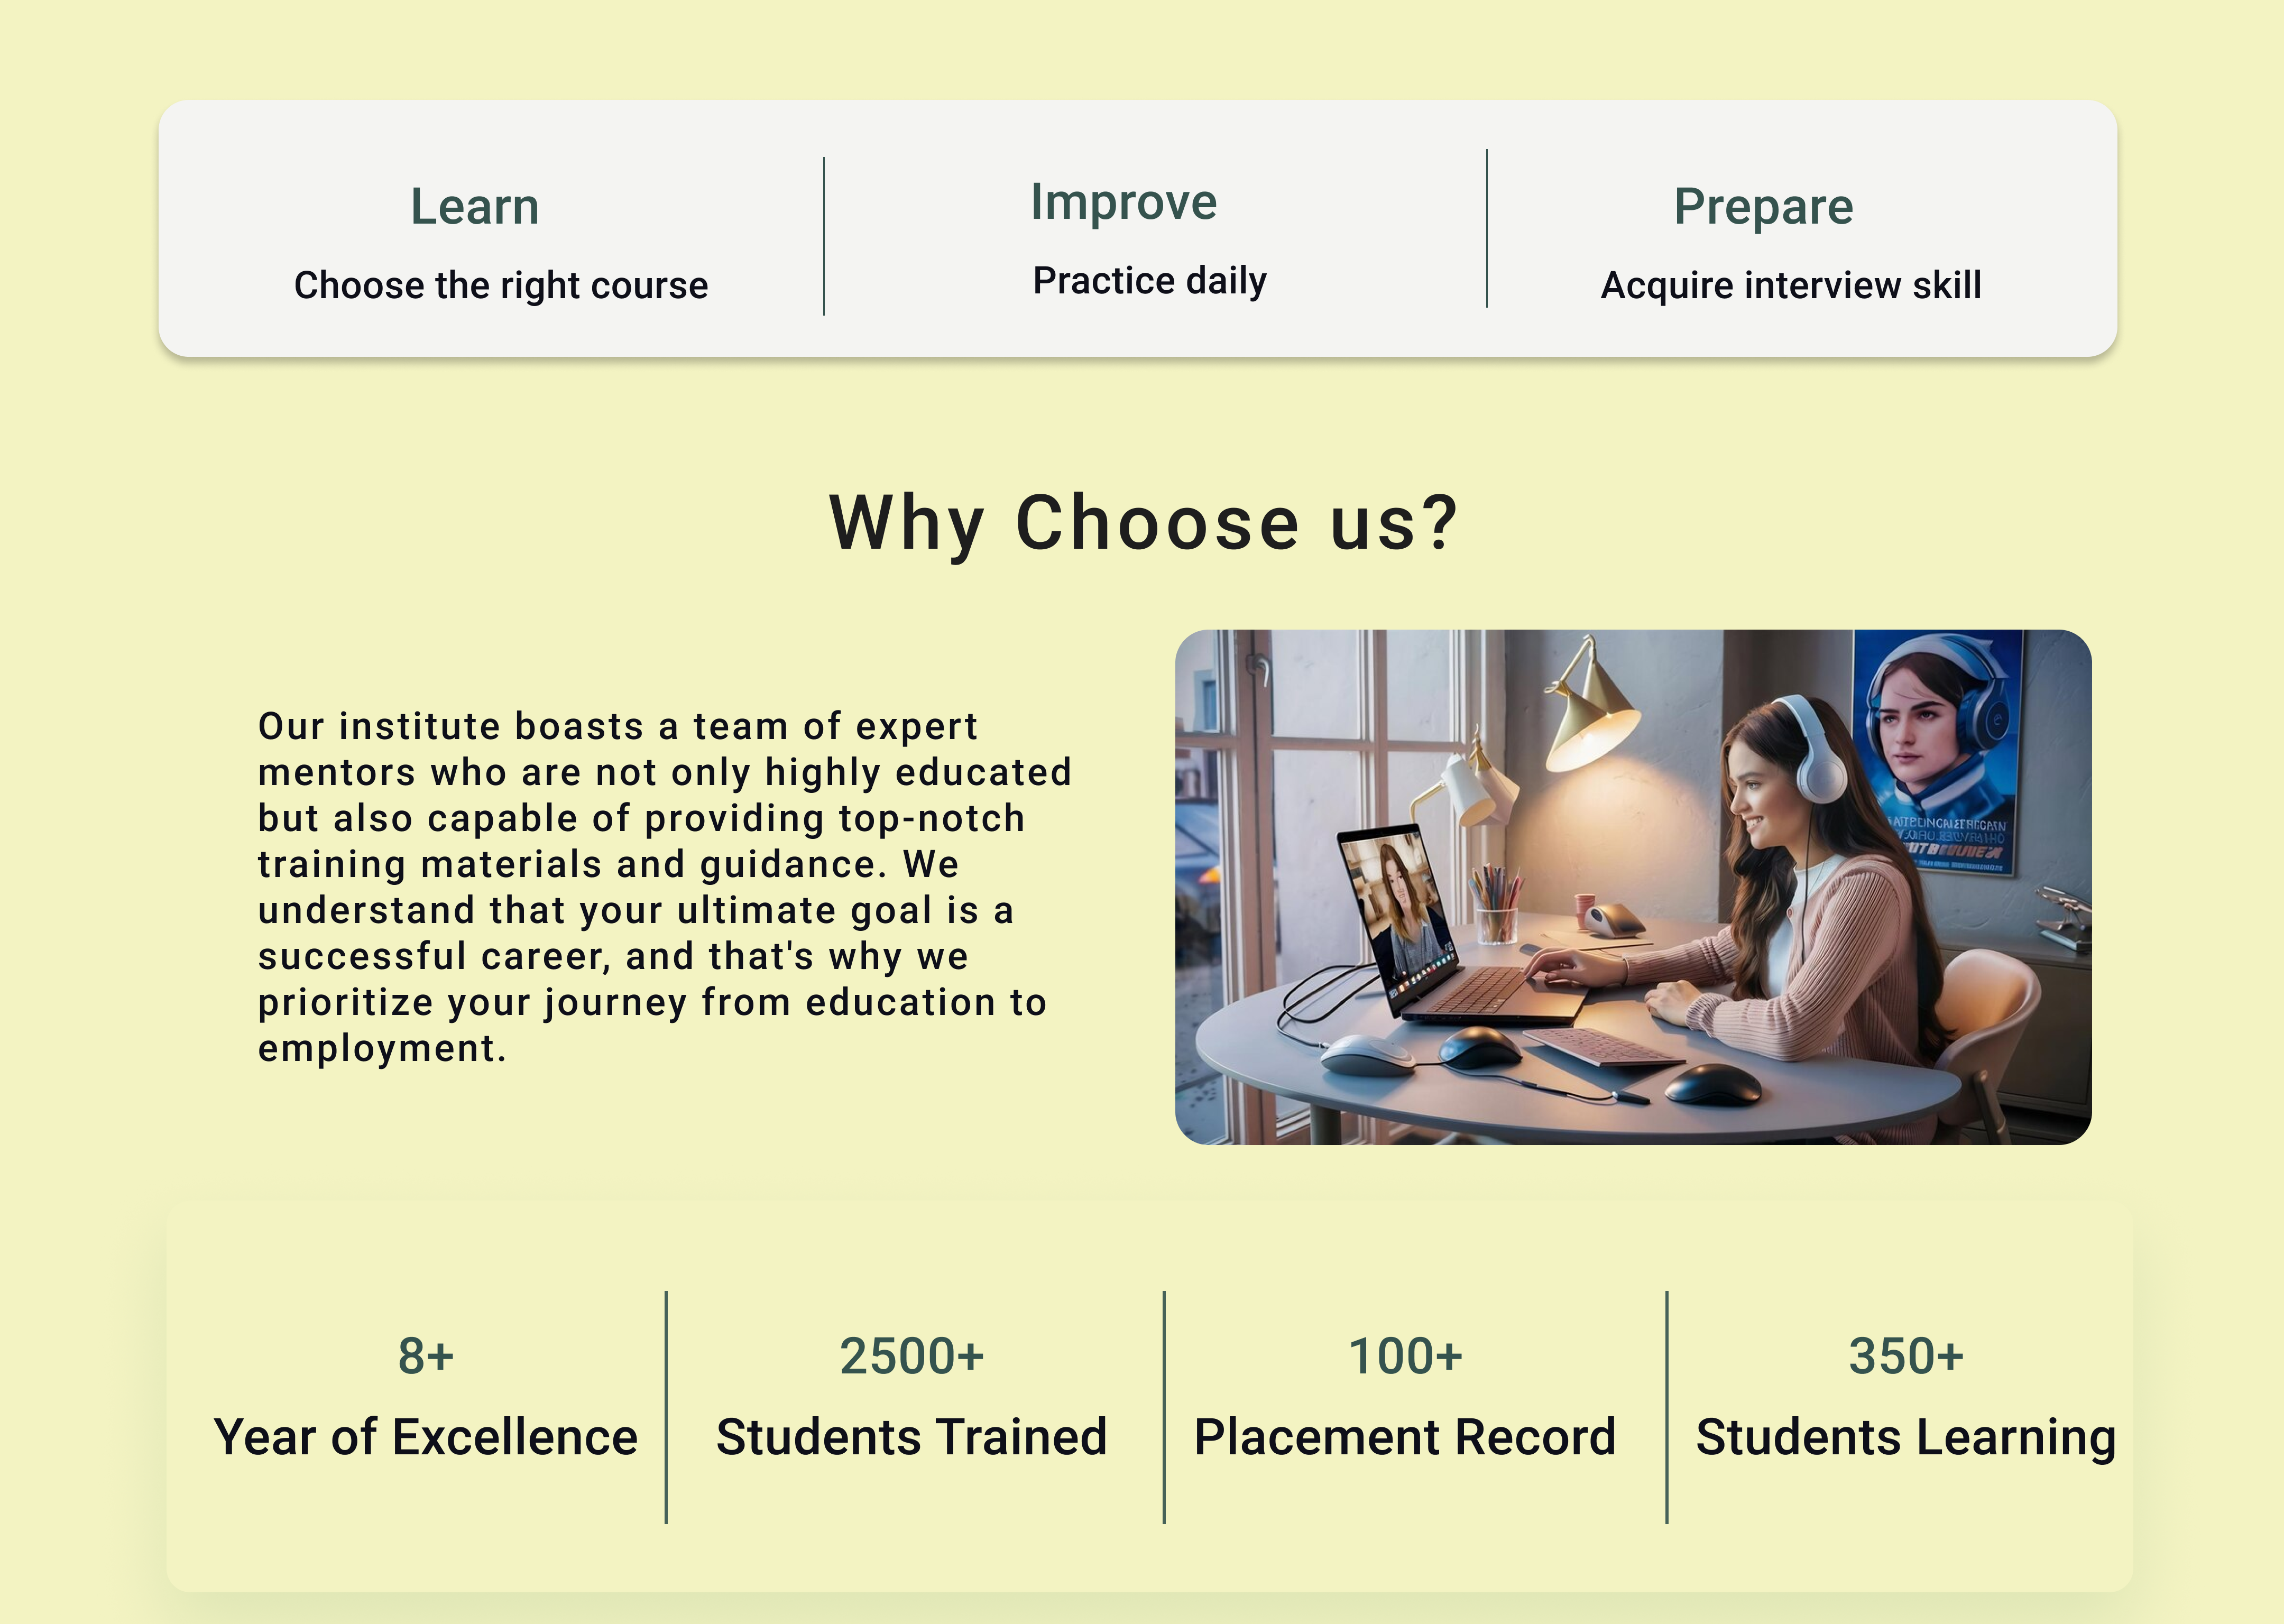 Learn
Improve
Prepare
Choose the right course
Practice daily
Acquire interview skill
Why Choose us?
Our institute boasts a team of expert
mentors who are not only highly educated
but also capable of providing top-notch
training materials and guidance. We
understand that your ultimate goal is a
successful career, and that's why we
prioritize your journey from education to
employment.
8+
2500+
100+
350+
Year of Excellence
Students Trained
Placement Record
Students Learning